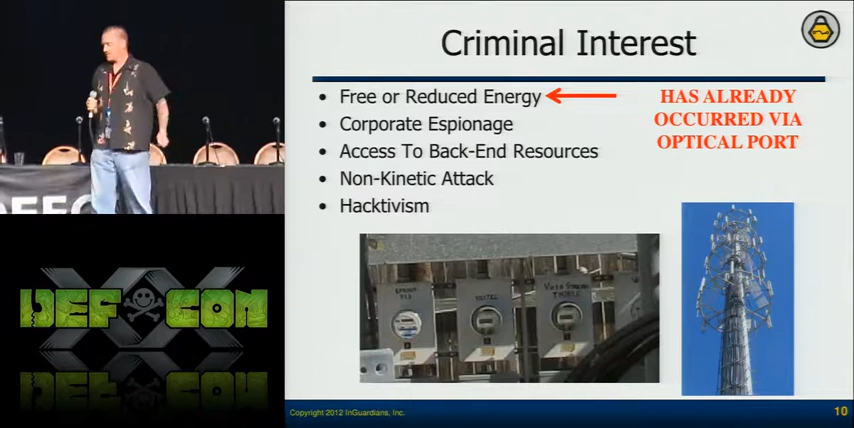 Criminal Interest
• Free or Reduced Energy
• Corporate Espionage
• Access To Back-End Resources
• Non-Kinetic Attack
• Hacktivism
HAS ALREADY
OCCURRED VIA
OPTICAL PORT
DEF CON
XX
Copyright 2012 InGuardians, Inc.
10